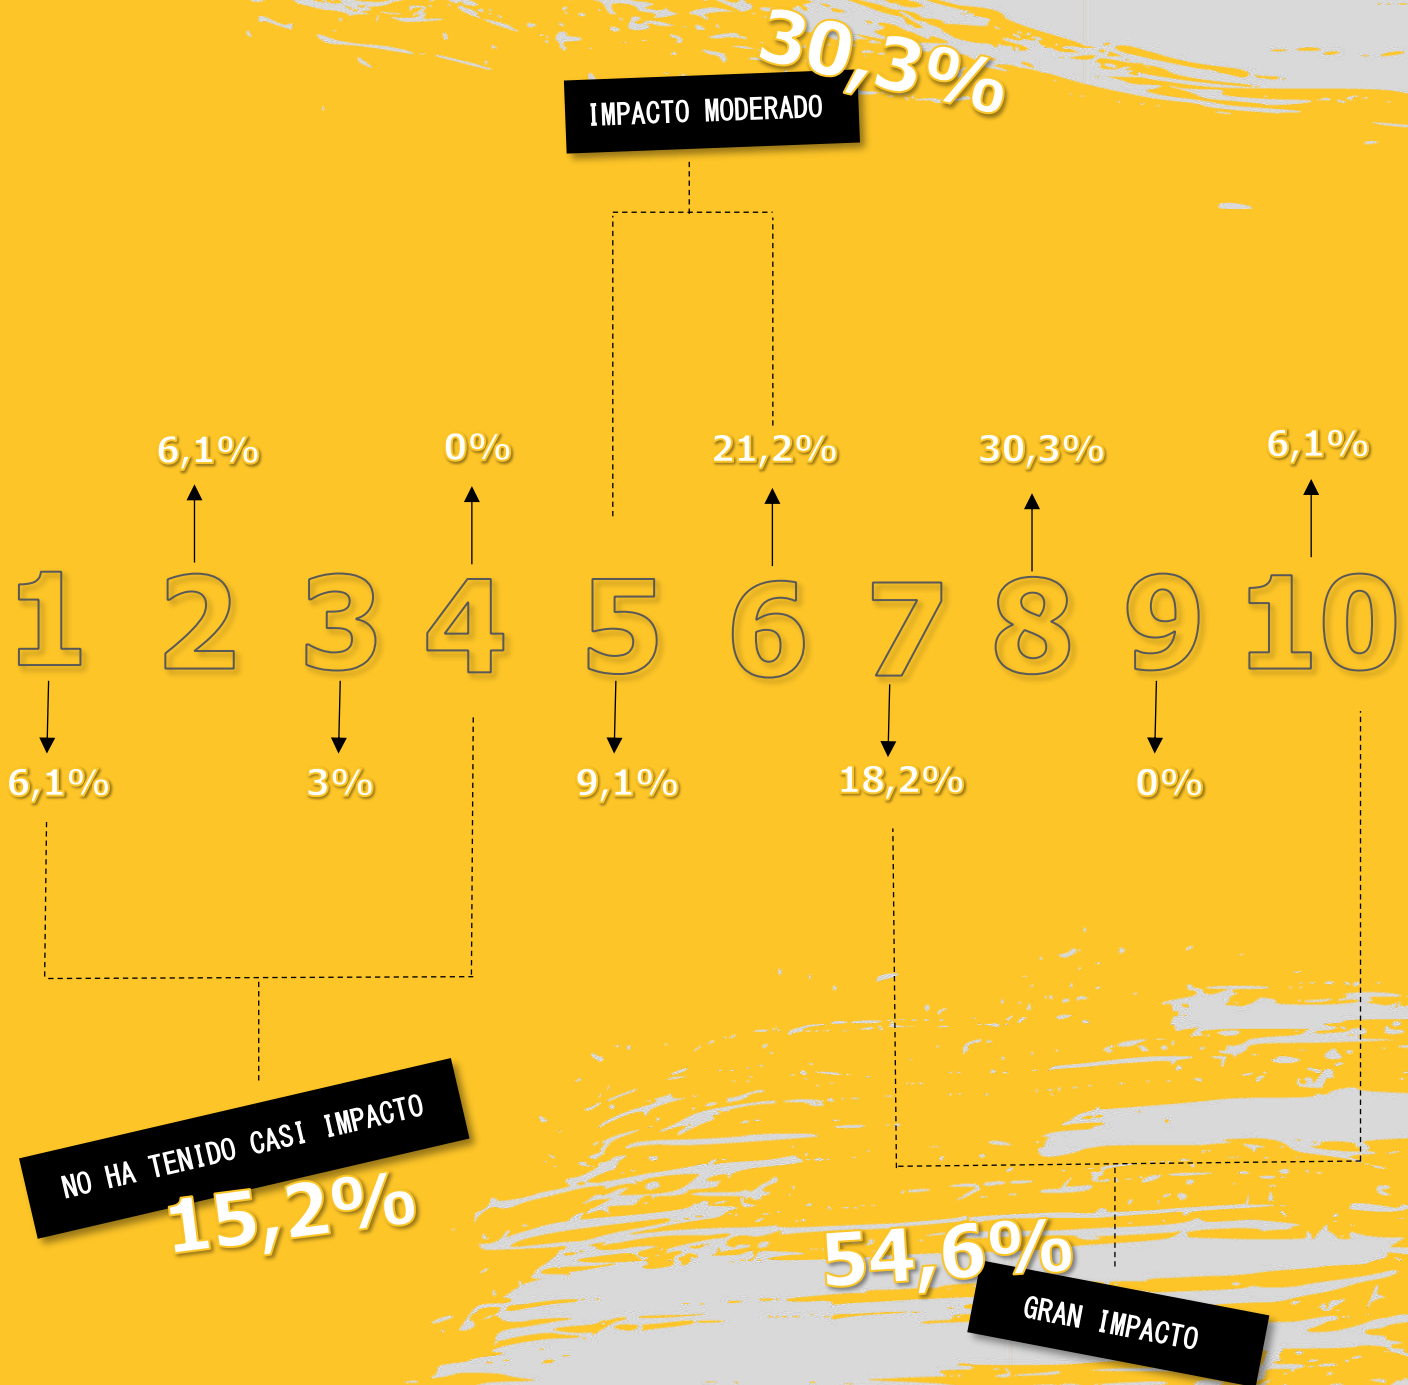 30,3%
IMPACTO MODERADO
6,1% 0% 21,2% 30,3% 6,1%
1 2 3 4 5 6 7 8 9 10
6,1% 3% 9,1% 18,2% 0%
NO HA TENIDO CASI IMPACTO
15,2%
54,6%
GRAN IMPACTO